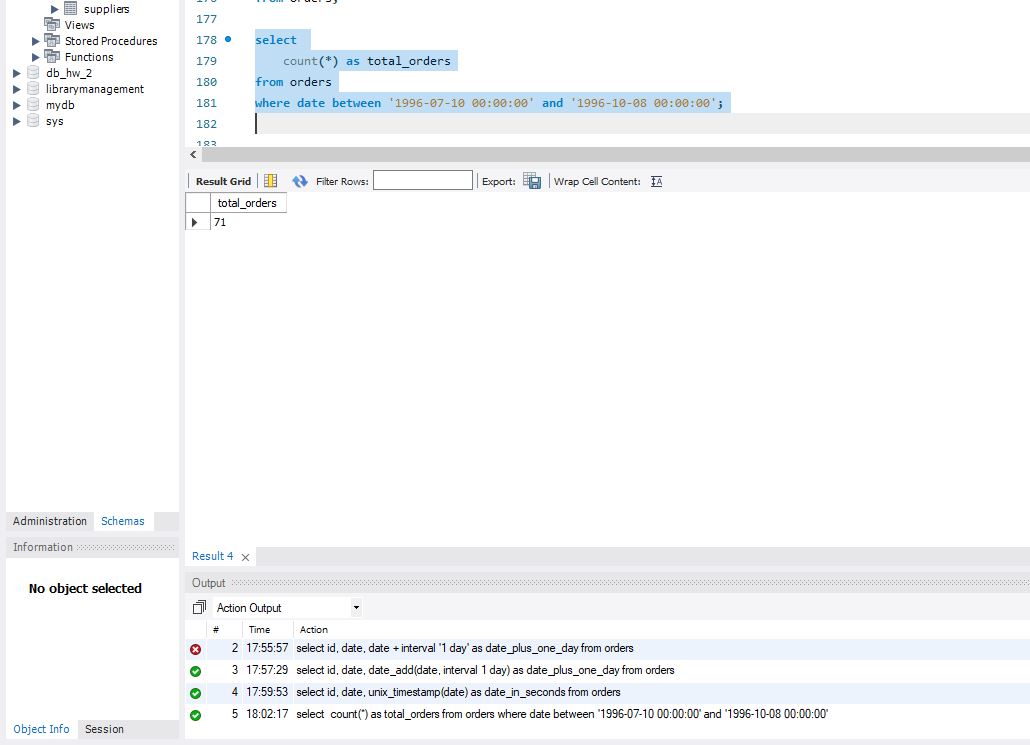 suppliers
Views
Stored Procedures
Functions
db_hw_2
librarymanagement
mydb
sys
176 from orders;
177
178 select
179 count(*) as total_orders
180 from orders
181 where date between '1996-07-10 00:00:00' and '1996-10-08 00:00:00';
182
183
Result Grid Filter Rows: Export: Wrap Cell Content: IA
total_orders
71
Administration Schemas
Information
No object selected
Result 4
Output
Action Output
# Time Action
2 17:55:57 select id, date, date + interval '1 day' as date_plus_one_day from orders
3 17:57:29 select id, date, date_add(date, interval 1 day) as date_plus_one_day from orders
4 17:59:53 select id, date, unix_timestamp(date) as date_in_seconds from orders
5 18:02:17 select count(*) as total_orders from orders where date between '1996-07-10 00:00:00' and '1996-10-08 00:00:00'
Object Info Session